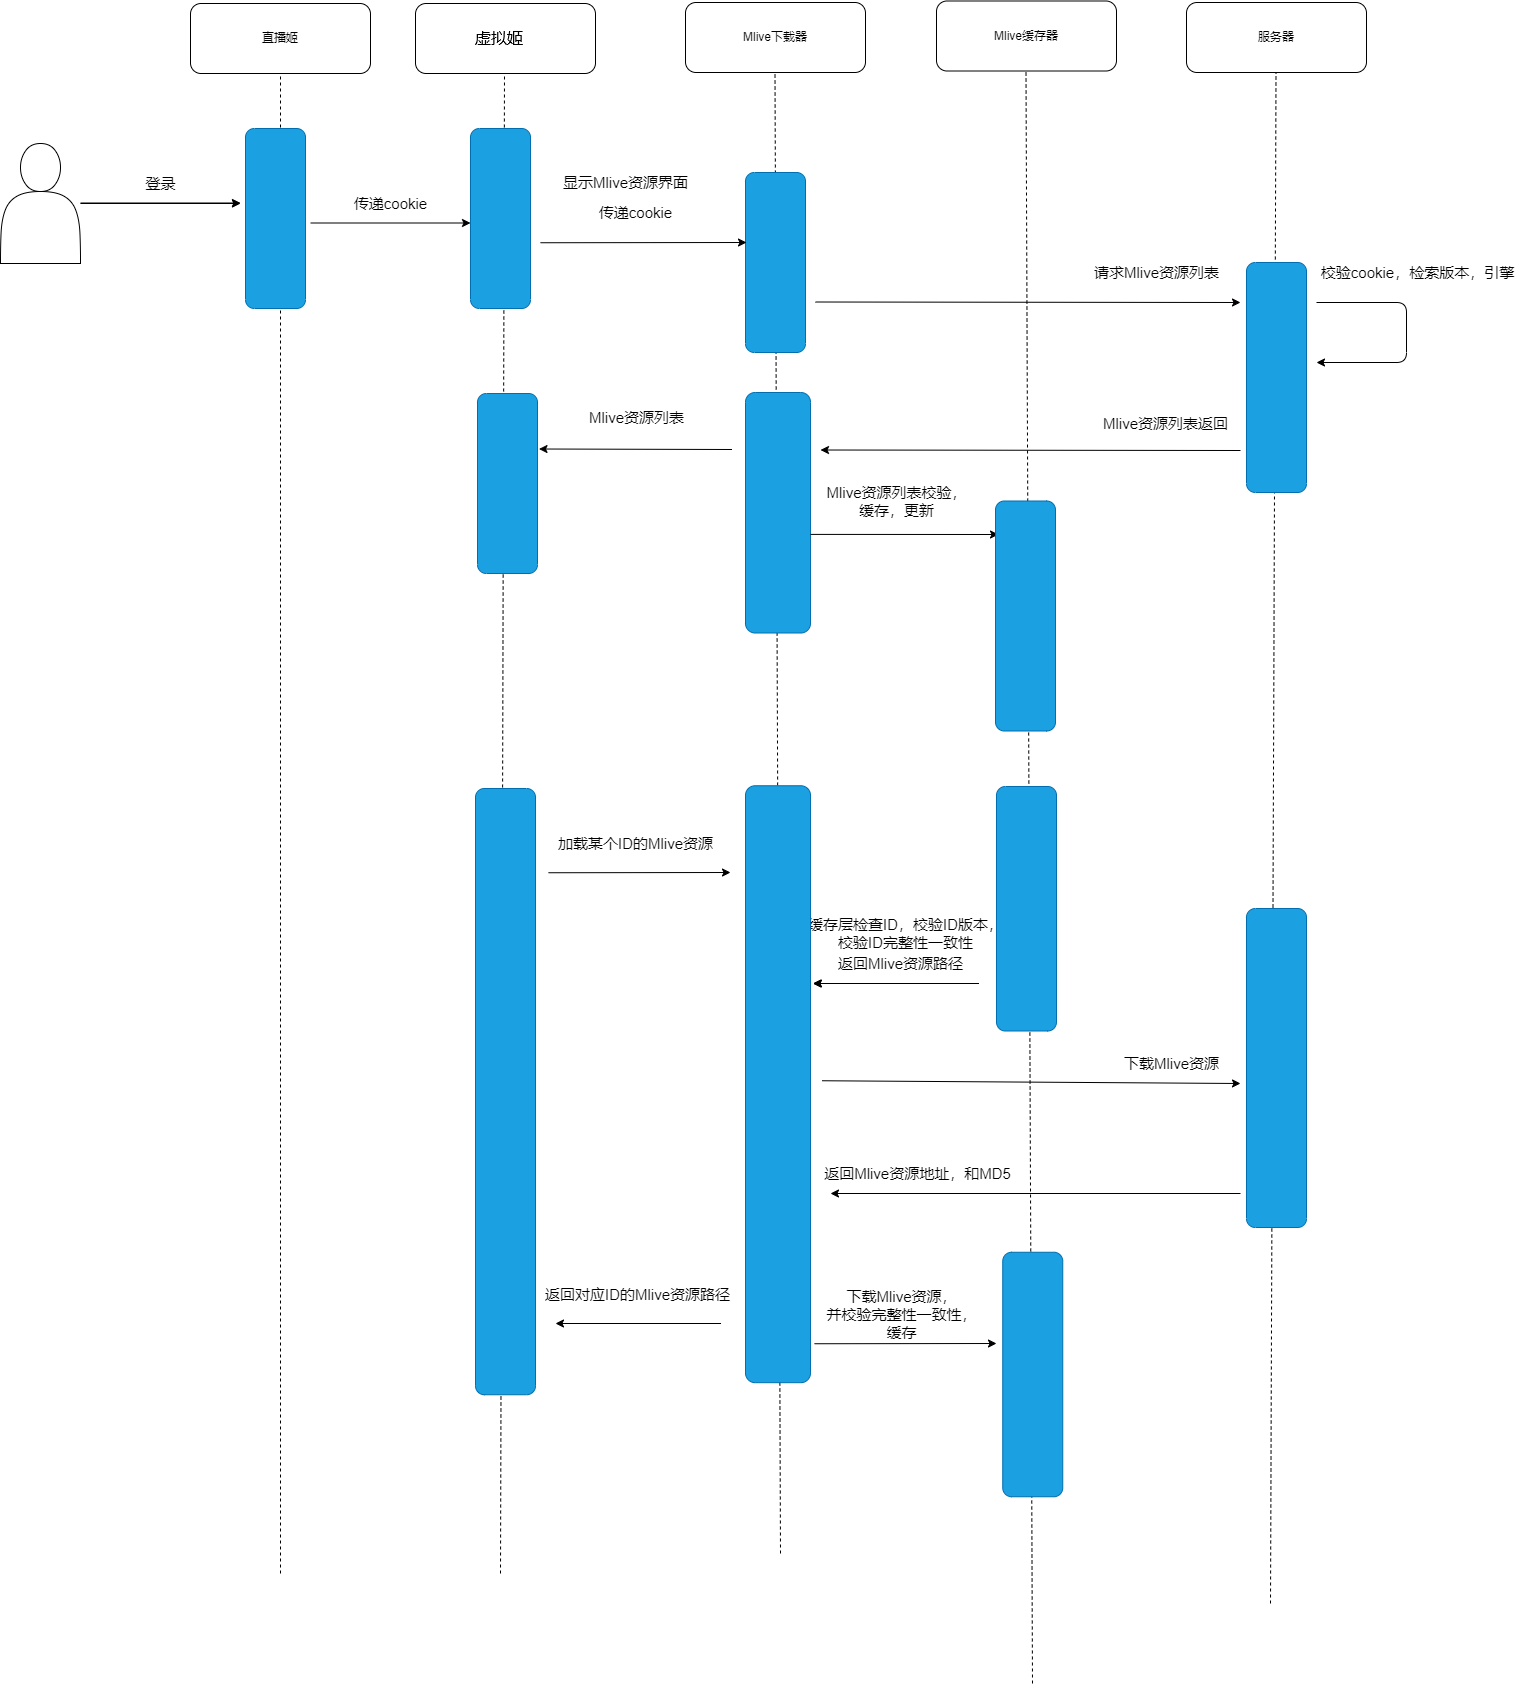 直播姬
虚拟姬
Mlive下载器
Mlive缓存器
服务器
登录
传递cookie
显示Mlive资源界面
传递cookie
请求Mlive资源列表
校验cookie，检索版本，引擎
Mlive资源列表
Mlive资源列表返回
Mlive资源列表校验，
缓存，更新
加载某个ID的Mlive资源
缓存层检查ID，校验ID版本，
校验ID完整性一致性
返回Mlive资源路径
下载Mlive资源
返回Mlive资源地址，和MD5
返回对应ID的Mlive资源路径
下载Mlive资源，
并校验完整性一致性，
缓存